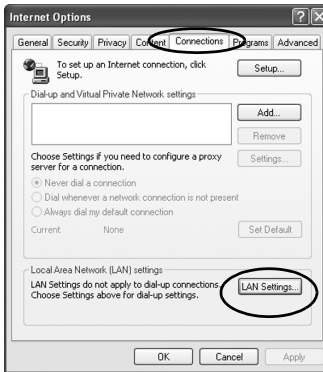 Internet Options
General Security Privacy Content Connections Programs Advanced
To set up an Internet connection, click
Setup.
Setup...
Dial-up and Virtual Private Network settings
Add...
Remove
Choose Settings if you need to configure a proxy
server for a connection.
Settings...
Never dial a connection
Dial whenever a network connection is not present
Always dial my default connection
Current None
Set Default
Local Area Network (LAN) settings
LAN Settings do not apply to dial-up connections.
Choose Settings above for dial-up settings.
LAN Settings...
OK Cancel Apply